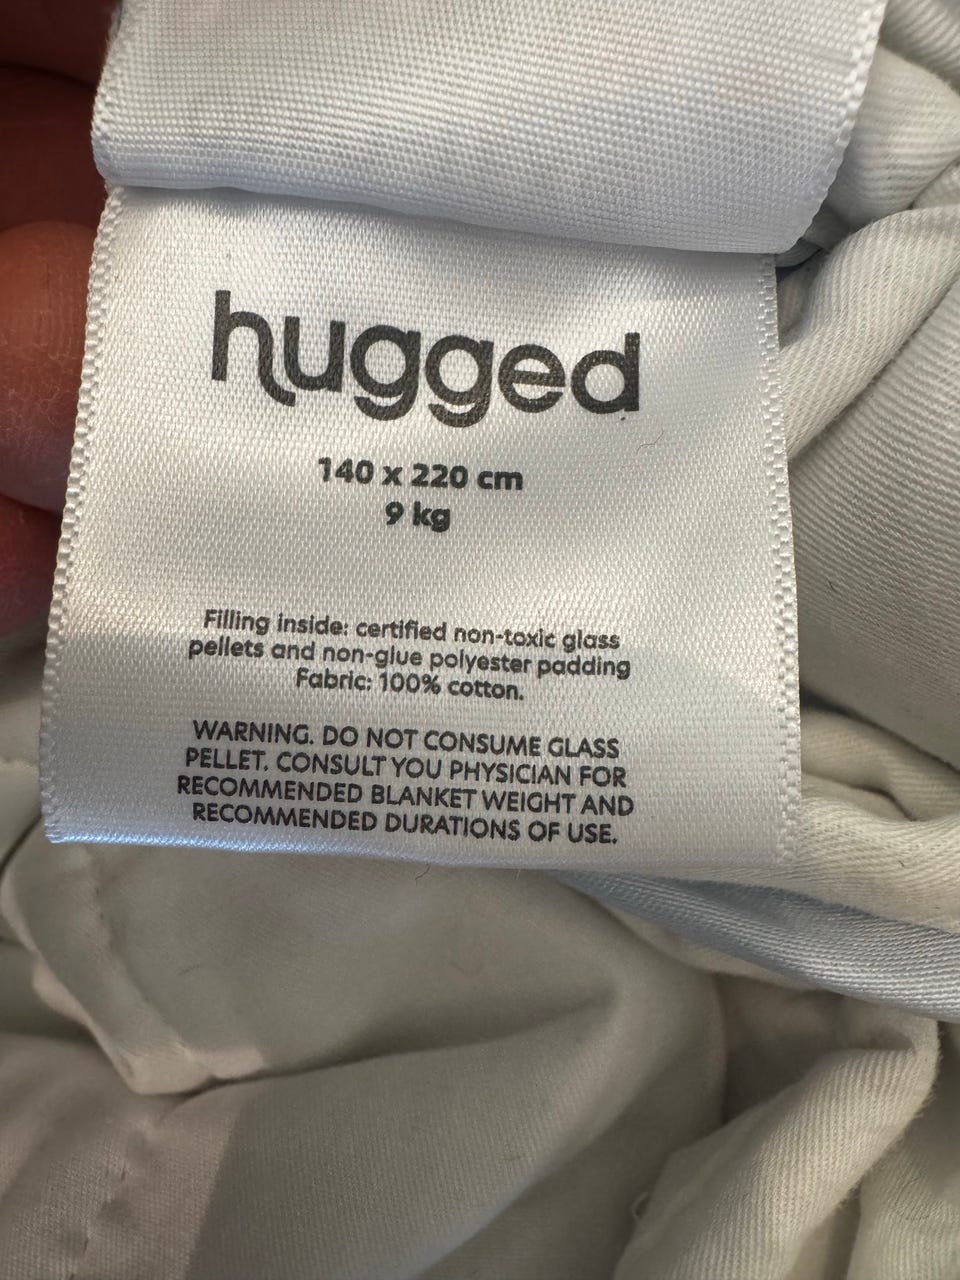 hugged
140 x 220 cm
9 kg
Filling inside: certified non-toxic glass
pellets and non-glue polyester padding
Fabric: 100% cotton.
WARNING. DO NOT CONSUME GLASS
PELLET. CONSULT YOU PHYSICIAN FOR
RECOMMENDED BLANKET WEIGHT AND
RECOMMENDED DURATIONS OF USE.